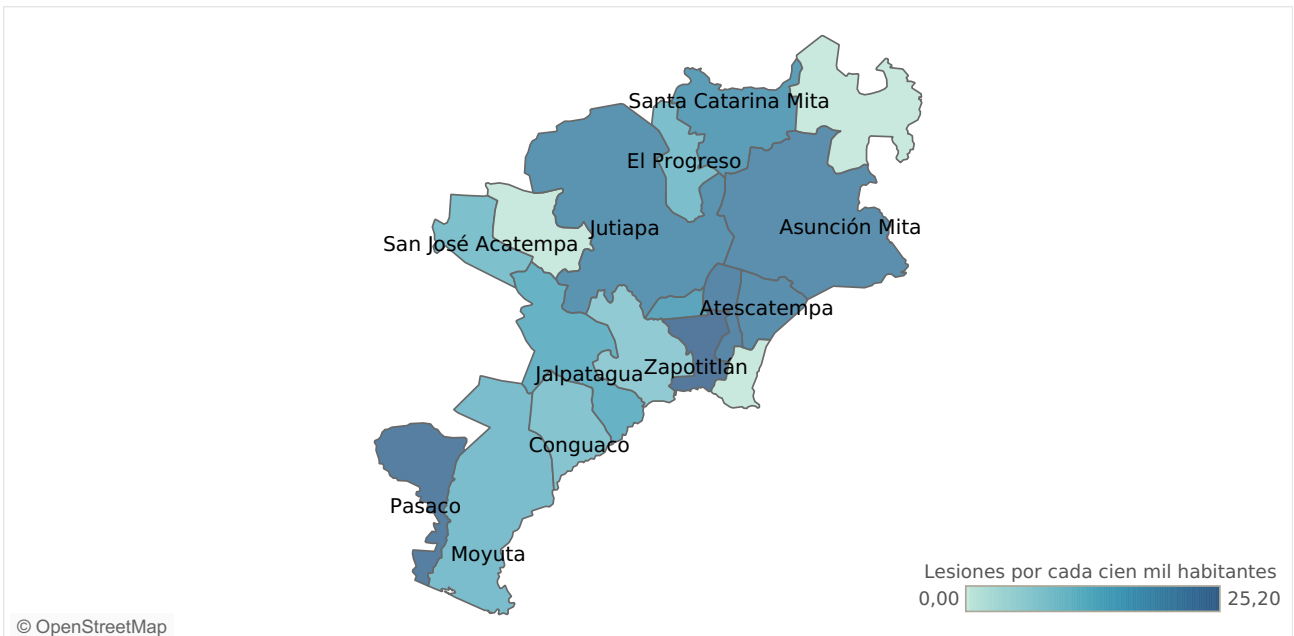 Santa Catarina Mita
El Progreso
Jutiapa
Asunción Mita
San José Acatempa
Atescatempa
Zapotitlán
Jalpatagua
Conguaco
Pasaco
Moyuta
Lesiones por cada cien mil habitantes
0,00 25,20
© OpenStreetMap